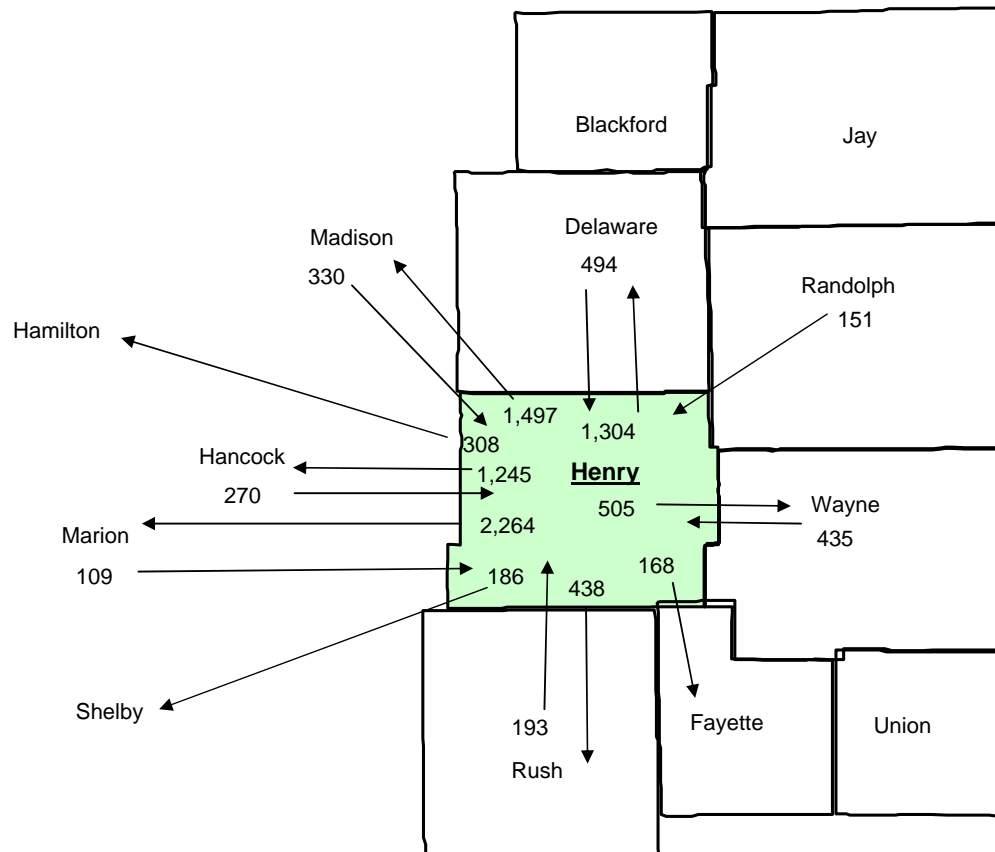 Blackford
Jay
Delaware
494
Madison
330
Randolph
151
Hamilton
1,497
1,304
308
Hancock
270
1,245
Henry
505
Wayne
435
Marion
109
2,264
186
438
168
Shelby
193
Rush
Fayette
Union